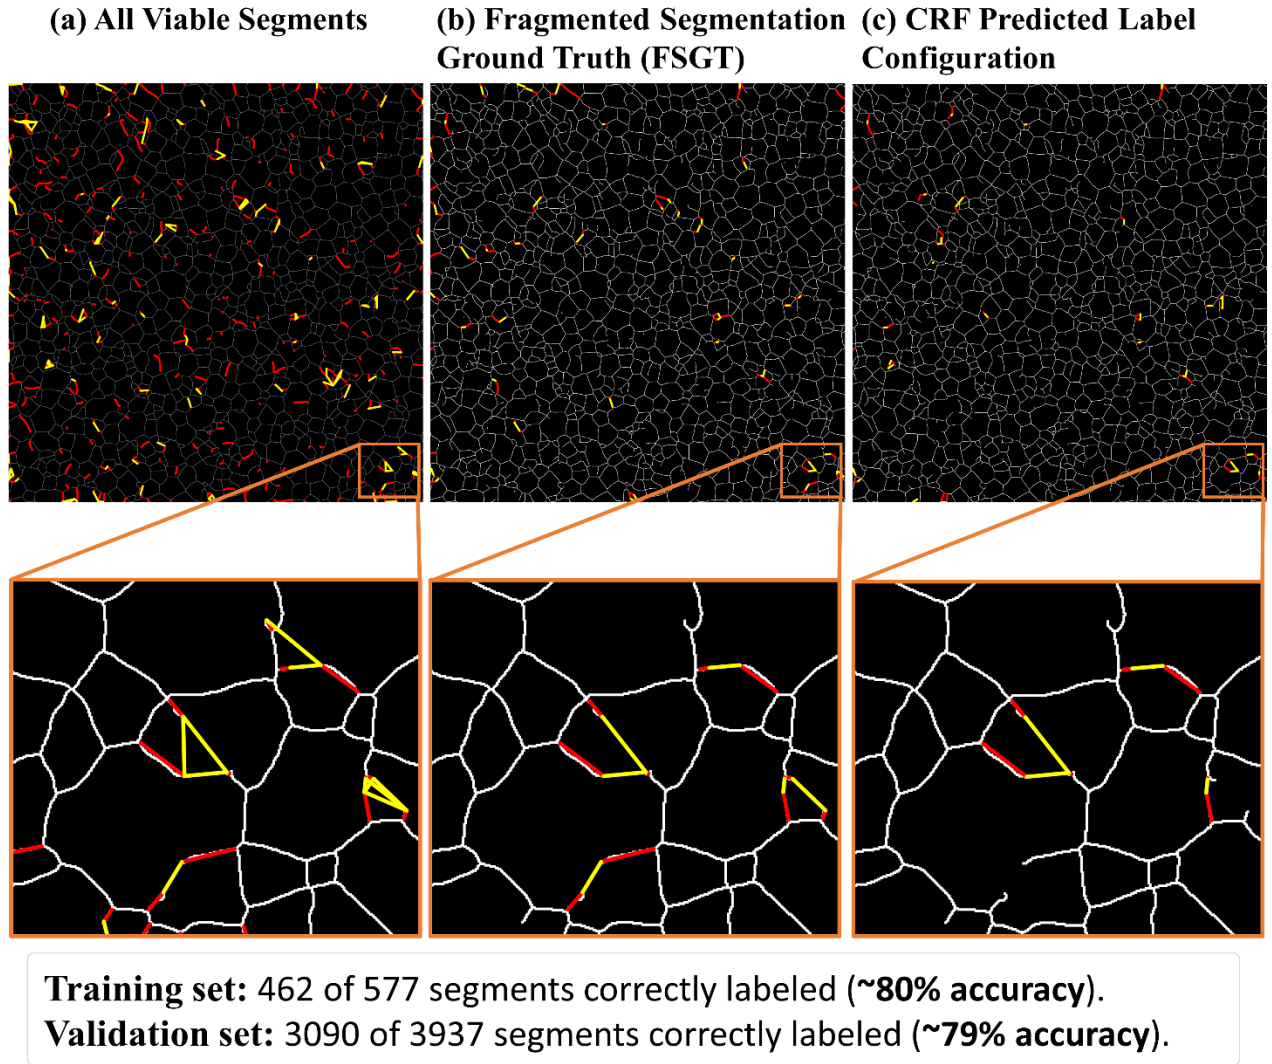 (a) All Viable Segments
(b) Fragmented Segmentation
Ground Truth (FSGT)
(c) CRF Predicted Label
Configuration
Training set: 462 of 577 segments correctly labeled (~80% accuracy).
Validation set: 3090 of 3937 segments correctly labeled (~79% accuracy).